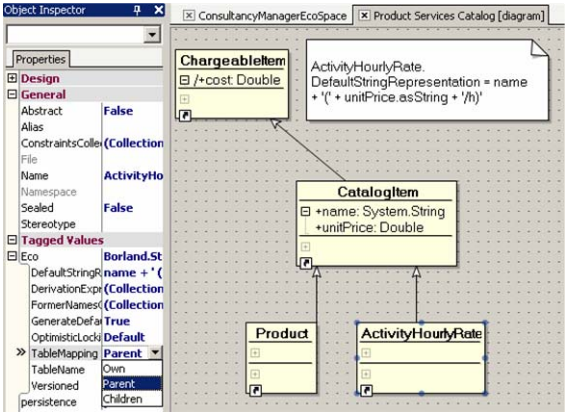 Object Inspector
ConsultancyManagerEcoSpace
Product Services Catalog [diagram]
Properties
Design
General
Abstract False
Alias
ConstraintsColle (Collection
File
Name ActivityHo
Namespace
Sealed False
Stereotype
Tagged Values
Eco Borland.St
DefaultStringR name + ' (
DerivationExpr (Collection
FormerNames( (Collection
GenerateDefa True
OptimisticLocki Default
TableMapping Parent
TableName Own
Parent
Versioned
Children
persistence
ChargeableItem
/+cost: Double
ActivityHourlyRate.
DefaultStringRepresentation = name
+ '(' + unitPrice.asString + '/h)'
CatalogItem
+name: System.String
+unitPrice: Double
Product
ActivityHourlyRate